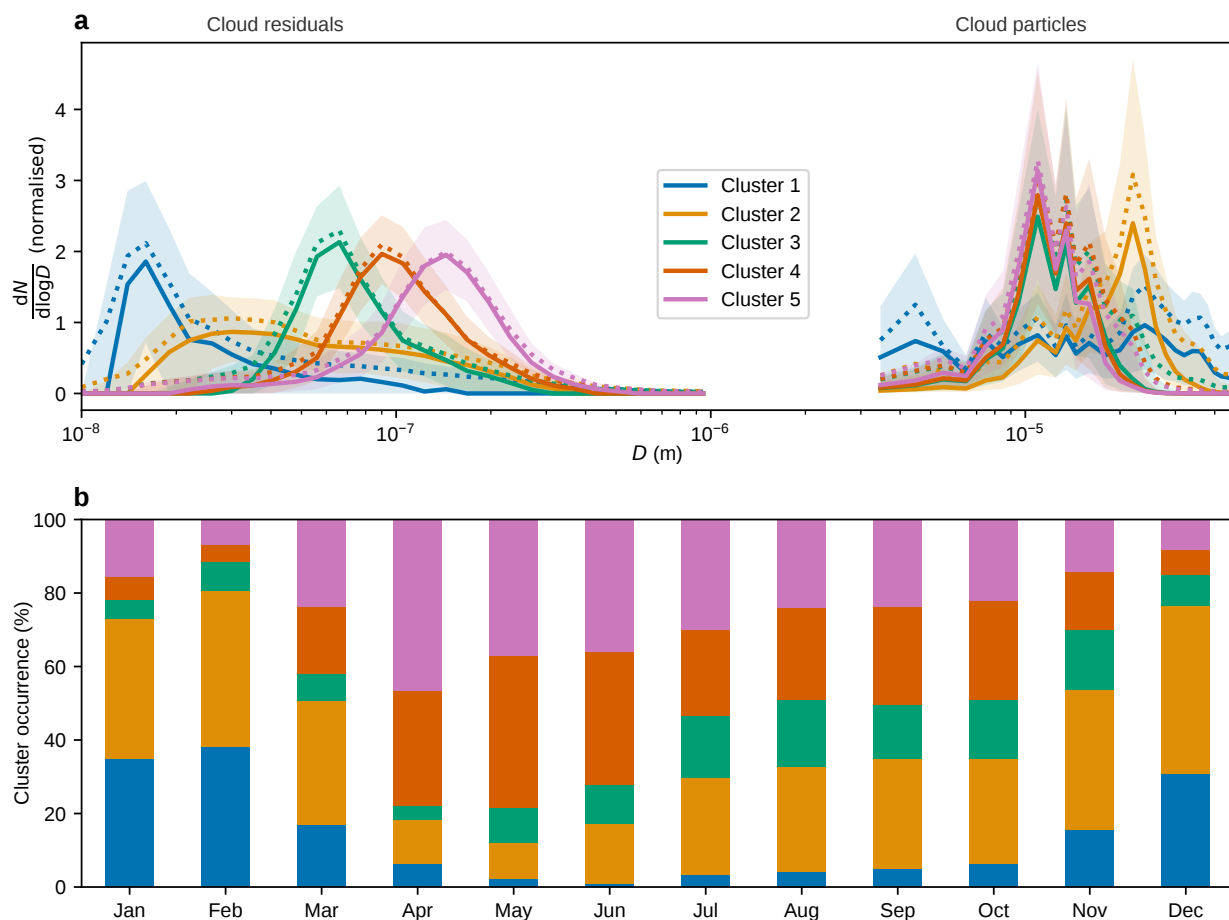 a
Cloud residuals
Cloud particles
dN/dlogD (normalised)
4
3
2
1
0
Cluster 1
Cluster 2
Cluster 3
Cluster 4
Cluster 5
10⁻⁸
10⁻⁷
10⁻⁶
10⁻⁵
D (m)
b
Cluster occurrence (%)
100
80
60
40
20
0
Jan
Feb
Mar
Apr
May
Jun
Jul
Aug
Sep
Oct
Nov
Dec